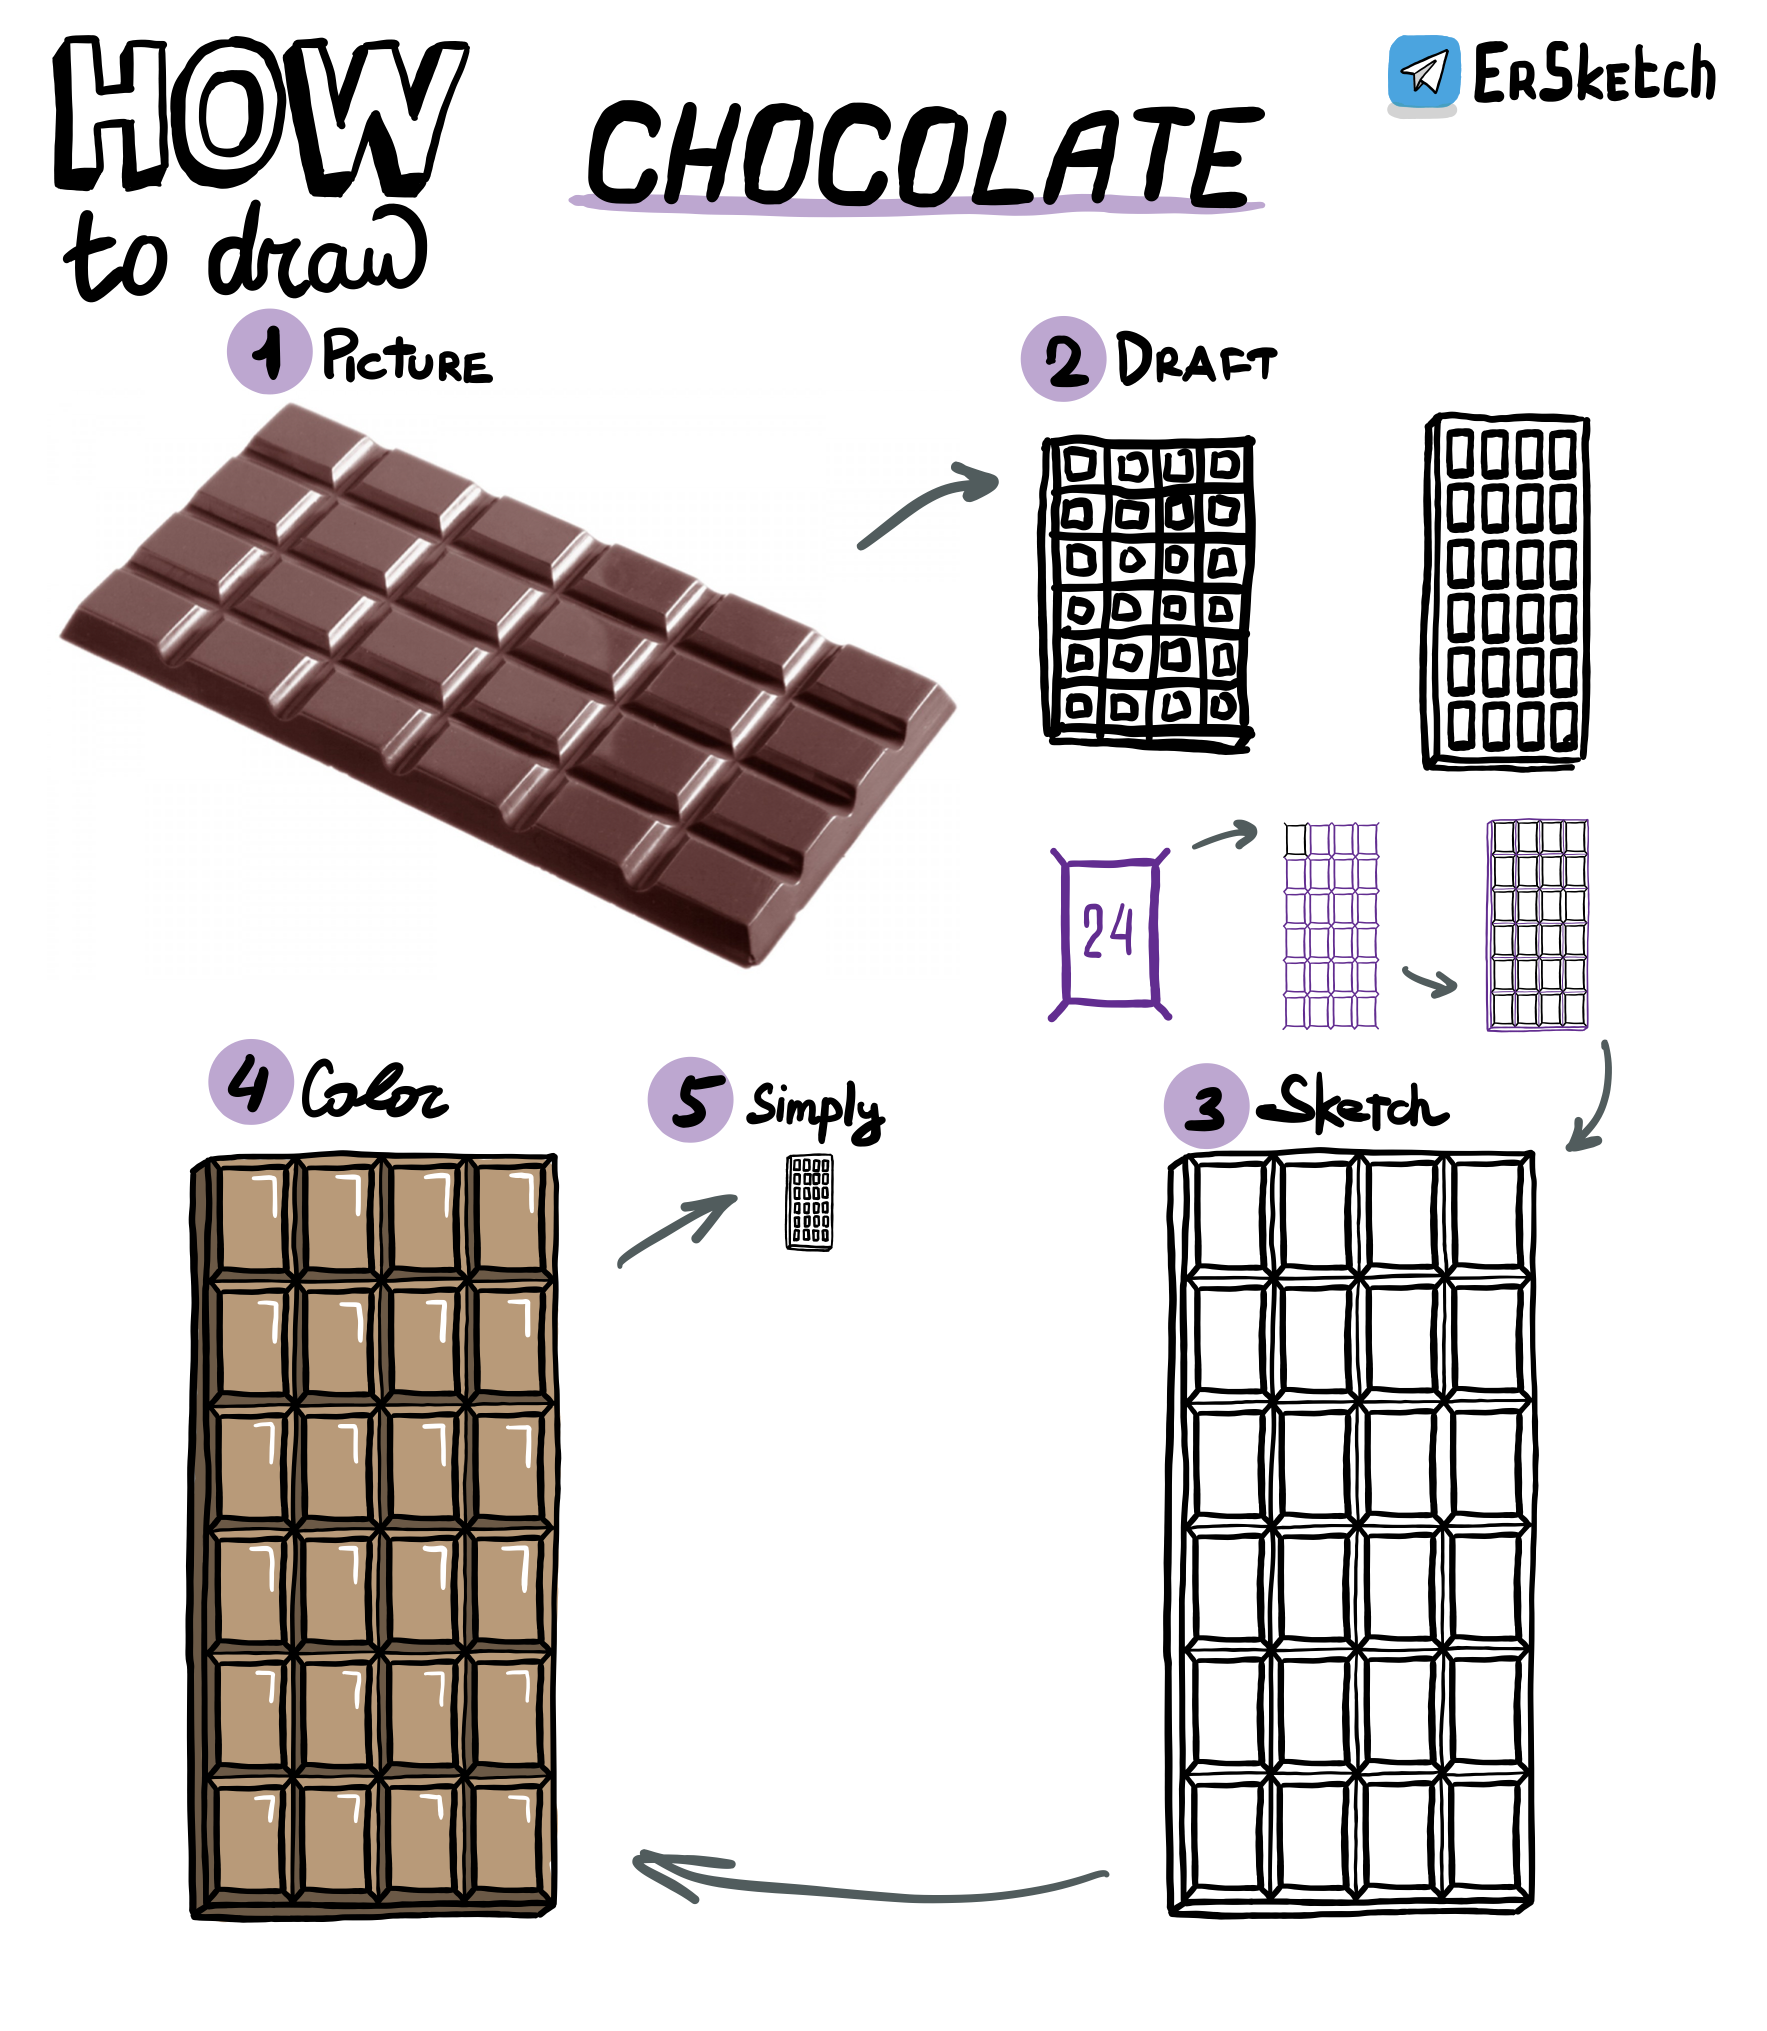 HOW
to draw
CHOCOLATE
ErSketch
1 Picture
2 DRAFT
24
3 Sketch
4 Color
5 Simply